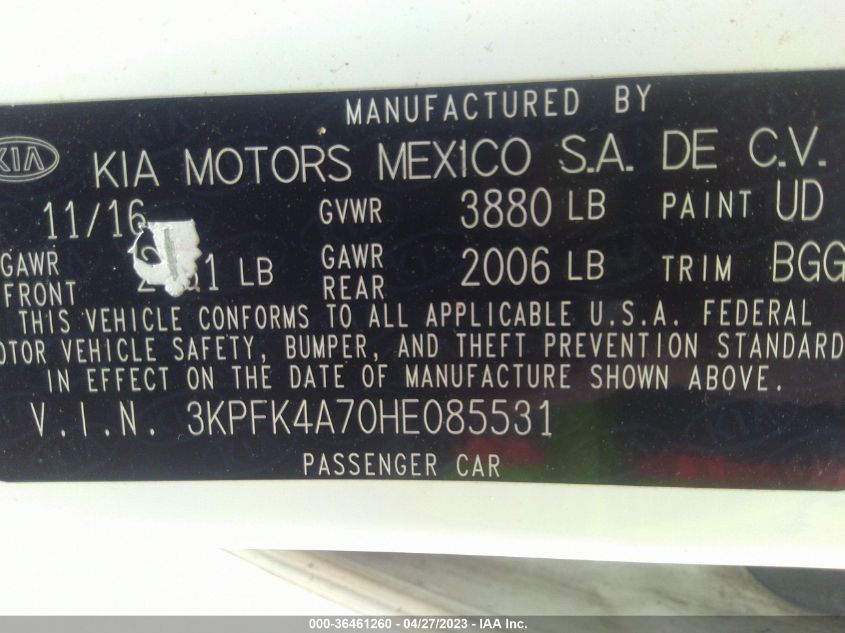 MANUFACTURED BY
KIA
KIA MOTORS MEXICO S.A. DE C.V.
11/16 GVWR 3880 LB PAINT UD
GAWR FRONT LB GAWR REAR 2006 LB TRIM BGG
THIS VEHICLE CONFORMS TO ALL APPLICABLE U.S.A. FEDERAL
OTOR VEHICLE SAFETY, BUMPER, AND THEFT PREVENTION STANDARD
IN EFFECT ON THE DATE OF MANUFACTURE SHOWN ABOVE.
V.I.N. 3KPFK4A70HE085531
PASSENGER CAR
000-36461260 - 04/27/2023 - IAA Inc.